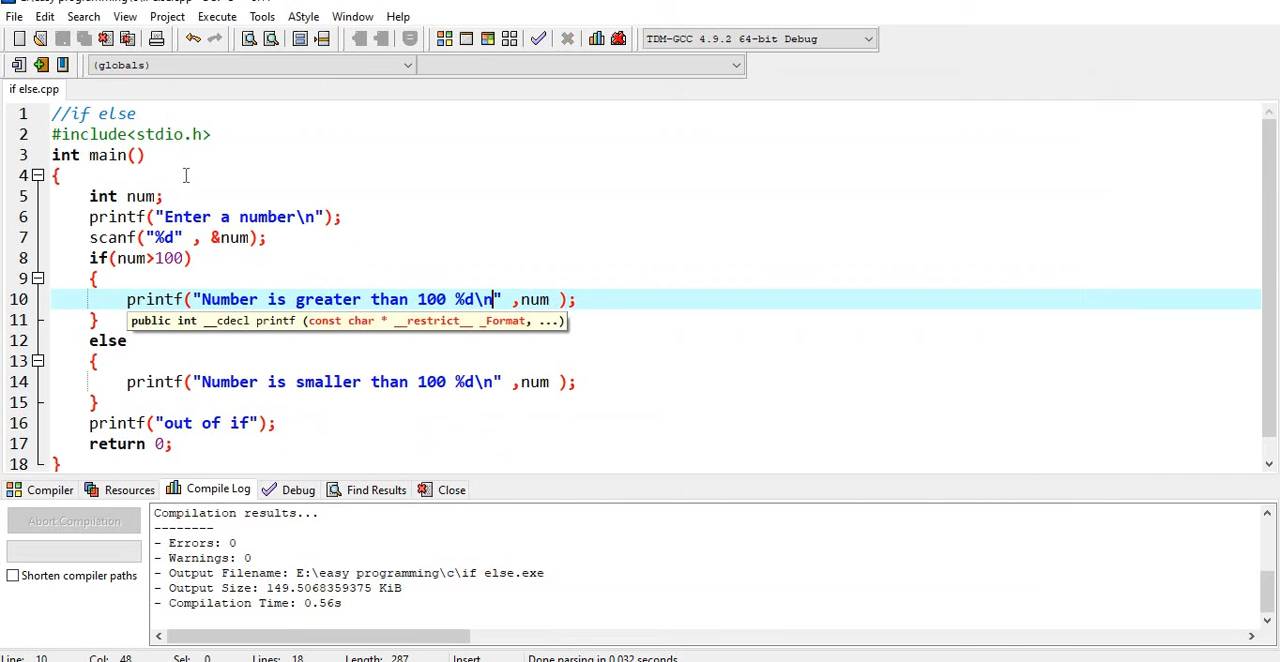 File Edit Search View Project Execute Tools AStyle Window Help
TDM-GCC 4.9.2 64-bit Debug
(globals)
if else.cpp
1 //if else
2 #include<stdio.h>
3 int main()
4 {
5 int num;
6 printf("Enter a number\n");
7 scanf("%d" , &num);
8 if(num>100)
9 {
10 printf("Number is greater than 100 %d\n" ,num );
11 }
public int __cdecl printf (const char * __restrict__ _Format, ...)
12 else
13 {
14 printf("Number is smaller than 100 %d\n" ,num );
15 }
16 printf("out of if");
17 return 0;
18 }
Compiler Resources Compile Log Debug Find Results Close
Abort Compilation
Shorten compiler paths
Compilation results...
--------
- Errors: 0
- Warnings: 0
- Output Filename: E:\easy programming\c\if else.exe
- Output Size: 149.5068359375 KiB
- Compilation Time: 0.56s
Line: 10 Col: 48 Sel: 0 Lines: 18 Length: 287 Insert Done parsing in 0.032 seconds